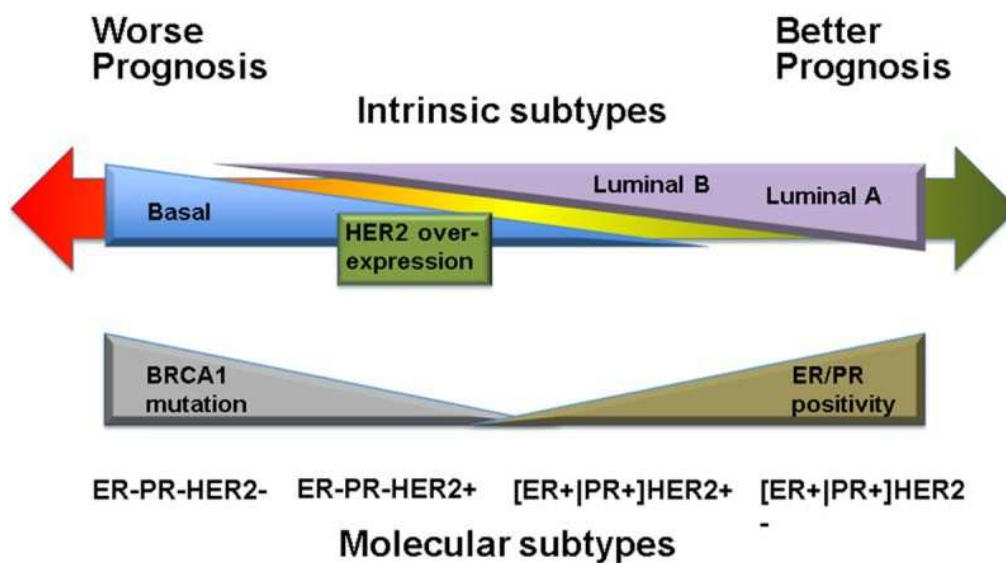 Worse
Prognosis
Better
Prognosis
Intrinsic subtypes
Basal
Luminal B
Luminal A
HER2 over-
expression
BRCA1
mutation
ER/PR
positivity
ER-PR-HER2-
ER-PR-HER2+
[ER+|PR+]HER2+
[ER+|PR+]HER2
-
Molecular subtypes